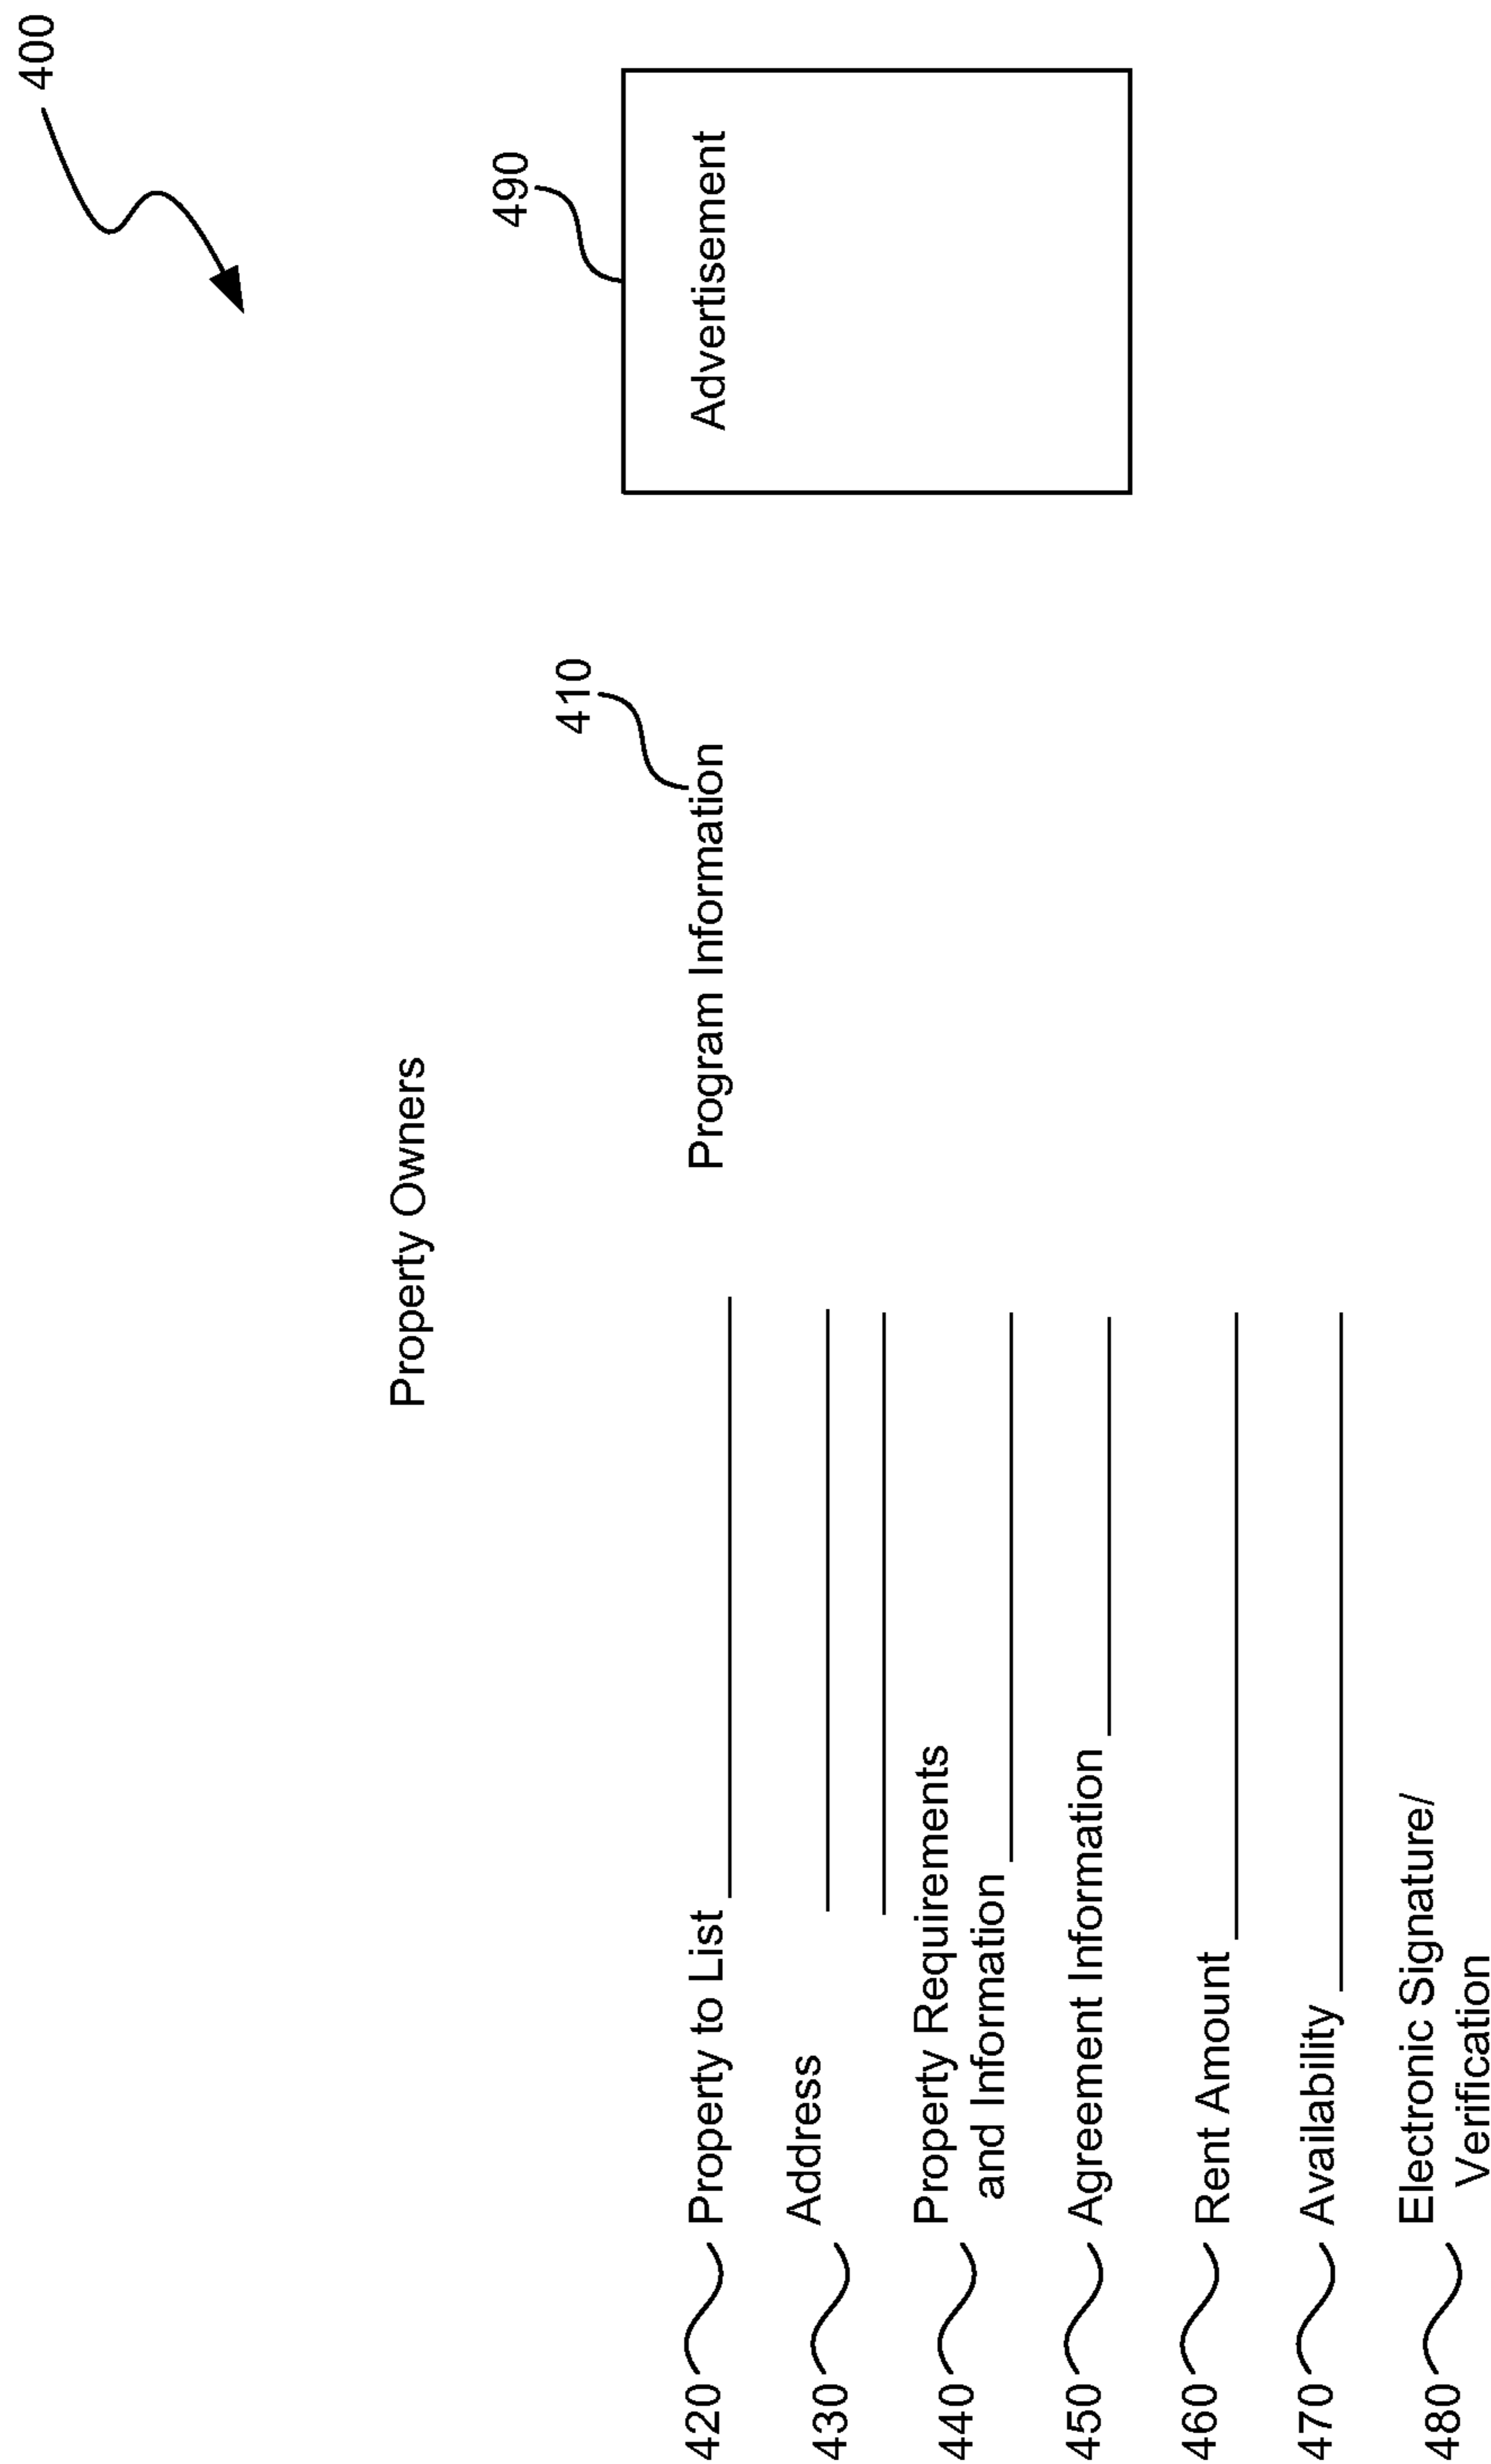 400
Property Owners
490
410
420 Property to List
Program Information
Advertisement
430 Address
440 Property Requirements
and Information
450 Agreement Information
460 Rent Amount
470 Availability
480 Electronic Signature/
Verification